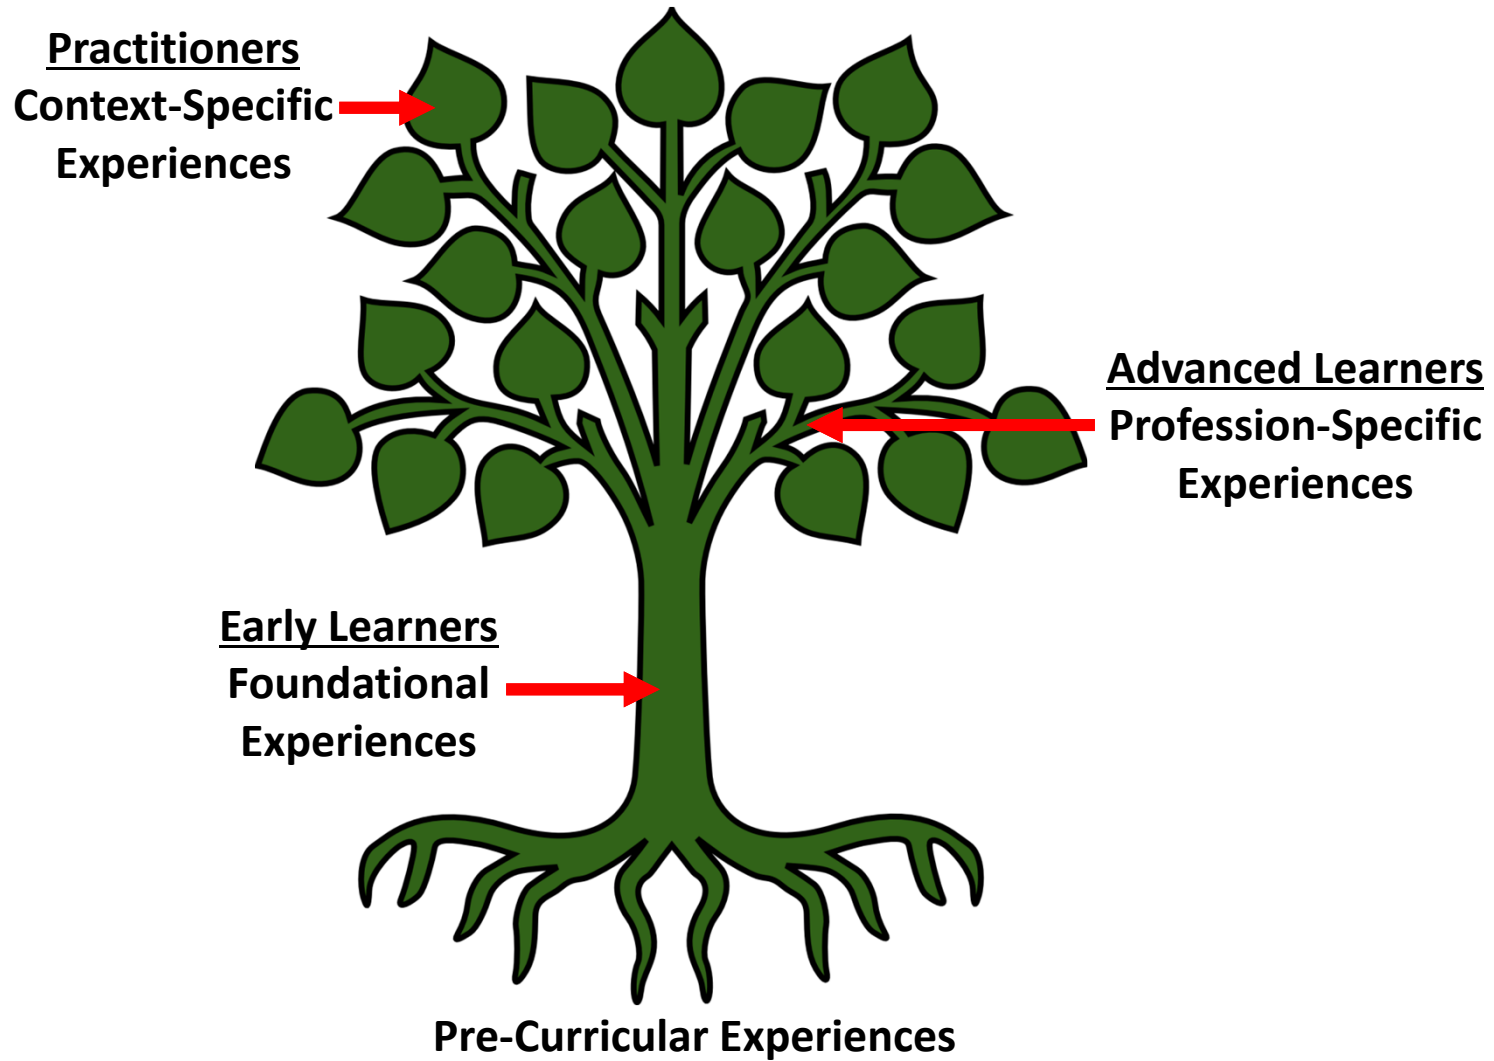 Practitioners
Context-Specific
Experiences
Advanced Learners
Profession-Specific
Experiences
Early Learners
Foundational
Experiences
Pre-Curricular Experiences